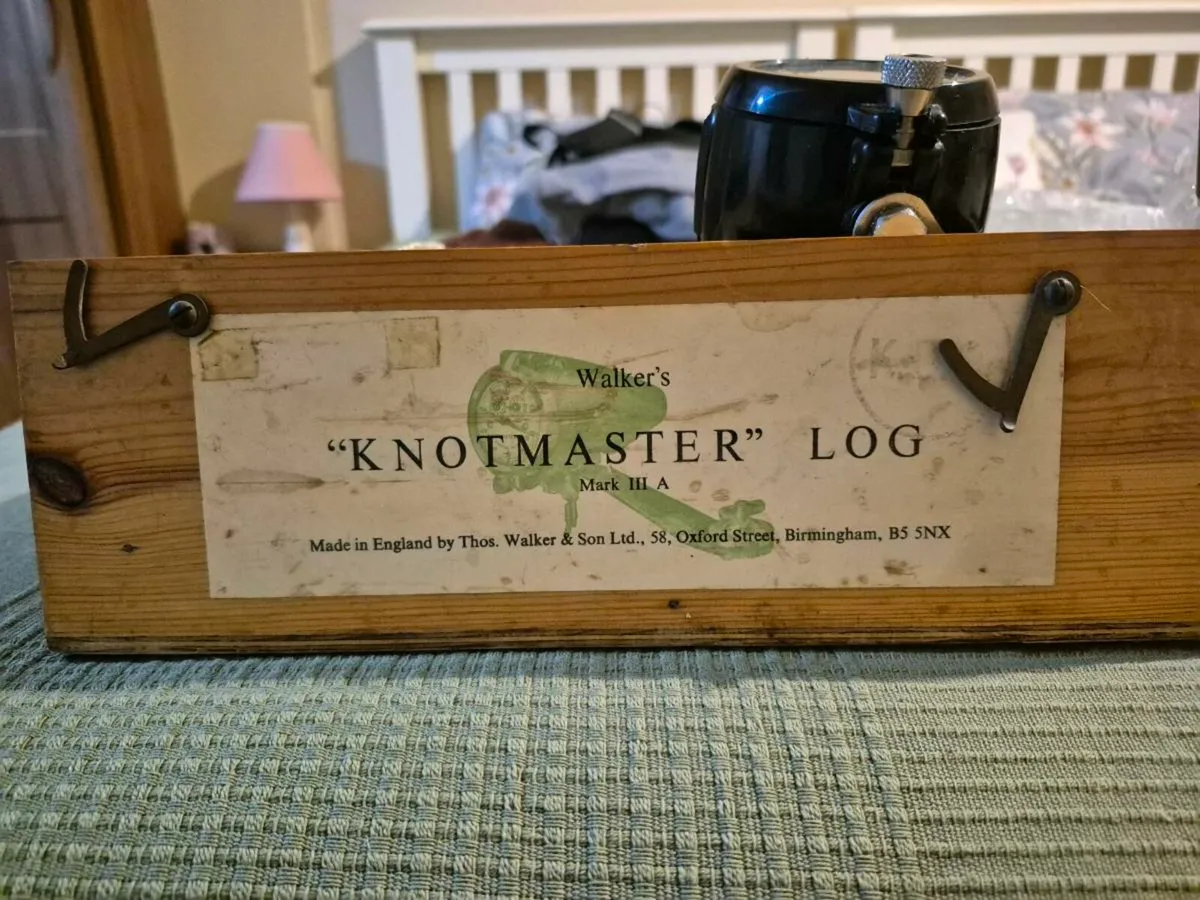 Walker's
“KNOTMASTER” LOG
Mark III A
Made in England by Thos. Walker & Son Ltd., 58, Oxford Street, Birmingham, B5 5NX